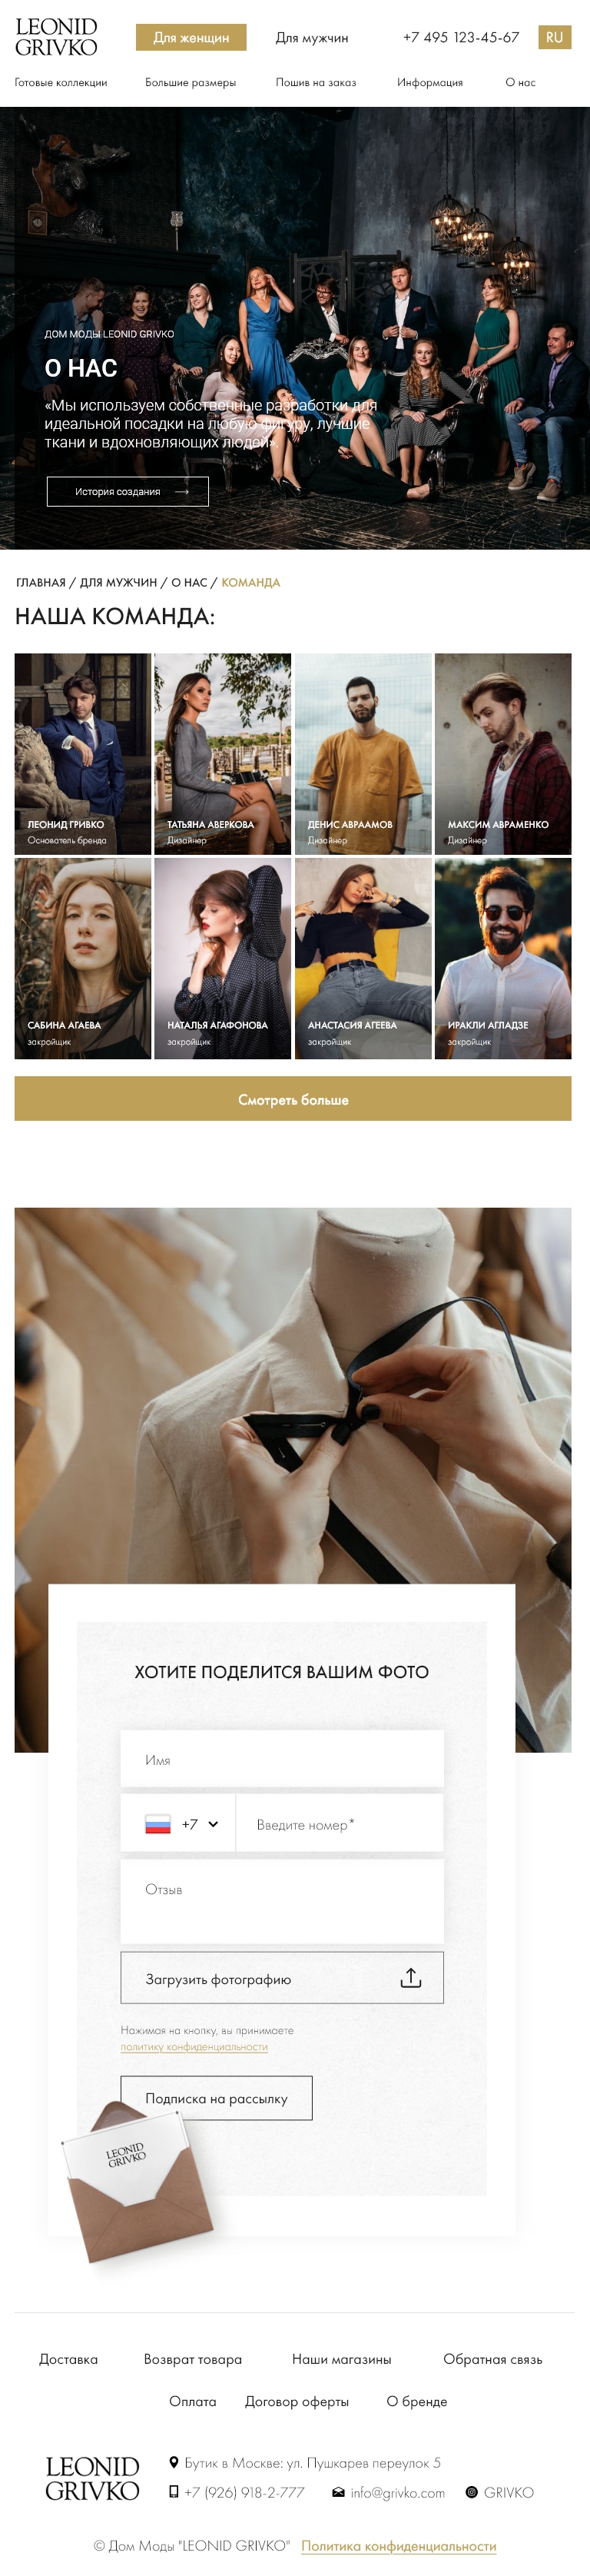 LEONID
GRIVKO
Для женщин
Для мужчин
+7 495 123-45-67
RU
Готовые коллекции
Большие размеры
Пошив на заказ
Информация
О нас
ДОМ МОДЫ LEONID GRIVKO
О НАС
«Мы используем собственные разработки для
идеальной посадки на любую фигуру, лучшие
ткани и вдохновляющих людей».
История создания
ГЛАВНАЯ / ДЛЯ МУЖЧИН / О НАС / КОМАНДА
НАША КОМАНДА:
ЛЕОНИД ГРИВКО
Основатель бренда
ТАТЬЯНА АВЕРКОВА
Дизайнер
ДЕНИС АВРААМОВ
Дизайнер
МАКСИМ АВРАМЕНКО
Дизайнер
САБИНА АГАЕВА
закройщик
НАТАЛЬЯ АГАФОНОВА
закройщик
АНАСТАСИЯ АГЕЕВА
закройщик
ИРАКЛИ АГЛАДЗЕ
закройщик
Смотреть больше
ХОТИТЕ ПОДЕЛИТСЯ ВАШИМ ФОТО
Имя
+7
Введите номер*
Отзыв
Загрузить фотографию
Нажимая на кнопку, вы принимаете
политику конфиденциальности
Подписка на рассылку
LEONID
GRIVKO
Доставка
Возврат товара
Наши магазины
Обратная связь
Оплата
Договор оферты
О бренде
LEONID
GRIVKO
Бутик в Москве: ул. Пушкарев переулок 5
+7 (926) 918-2-777
info@grivko.com
GRIVKO
© Дом Моды "LEONID GRIVKO"
Политика конфиденциальности